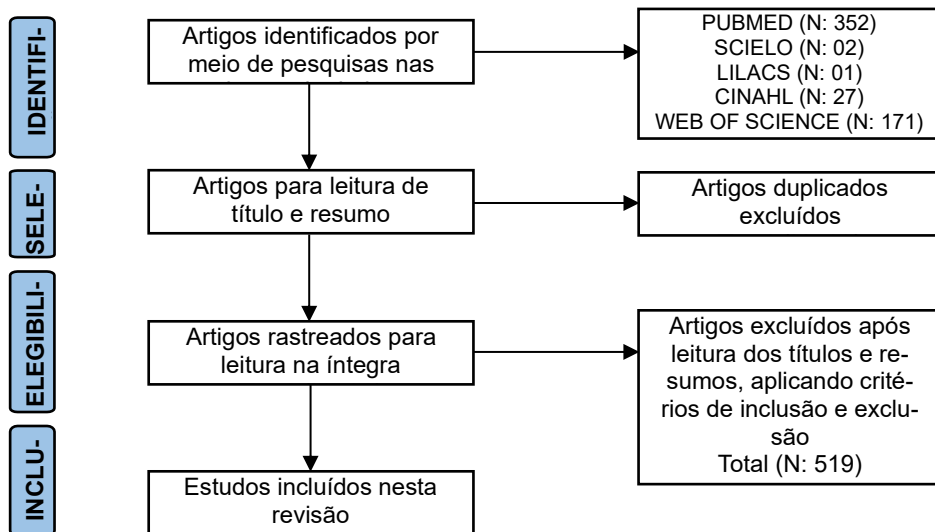 IDENTIFI-
Artigos identificados por
meio de pesquisas nas
PUBMED (N: 352)
SCIELO (N: 02)
LILACS (N: 01)
CINAHL (N: 27)
WEB OF SCIENCE (N: 171)
SELE-
Artigos para leitura de
título e resumo
Artigos duplicados
excluídos
ELEGIBILI-
Artigos rastreados para
leitura na íntegra
Artigos excluídos após
leitura dos títulos e re-
sumos, aplicando crité-
rios de inclusão e exclu-
são
Total (N: 519)
INCLU-
Estudos incluídos nesta
revisão